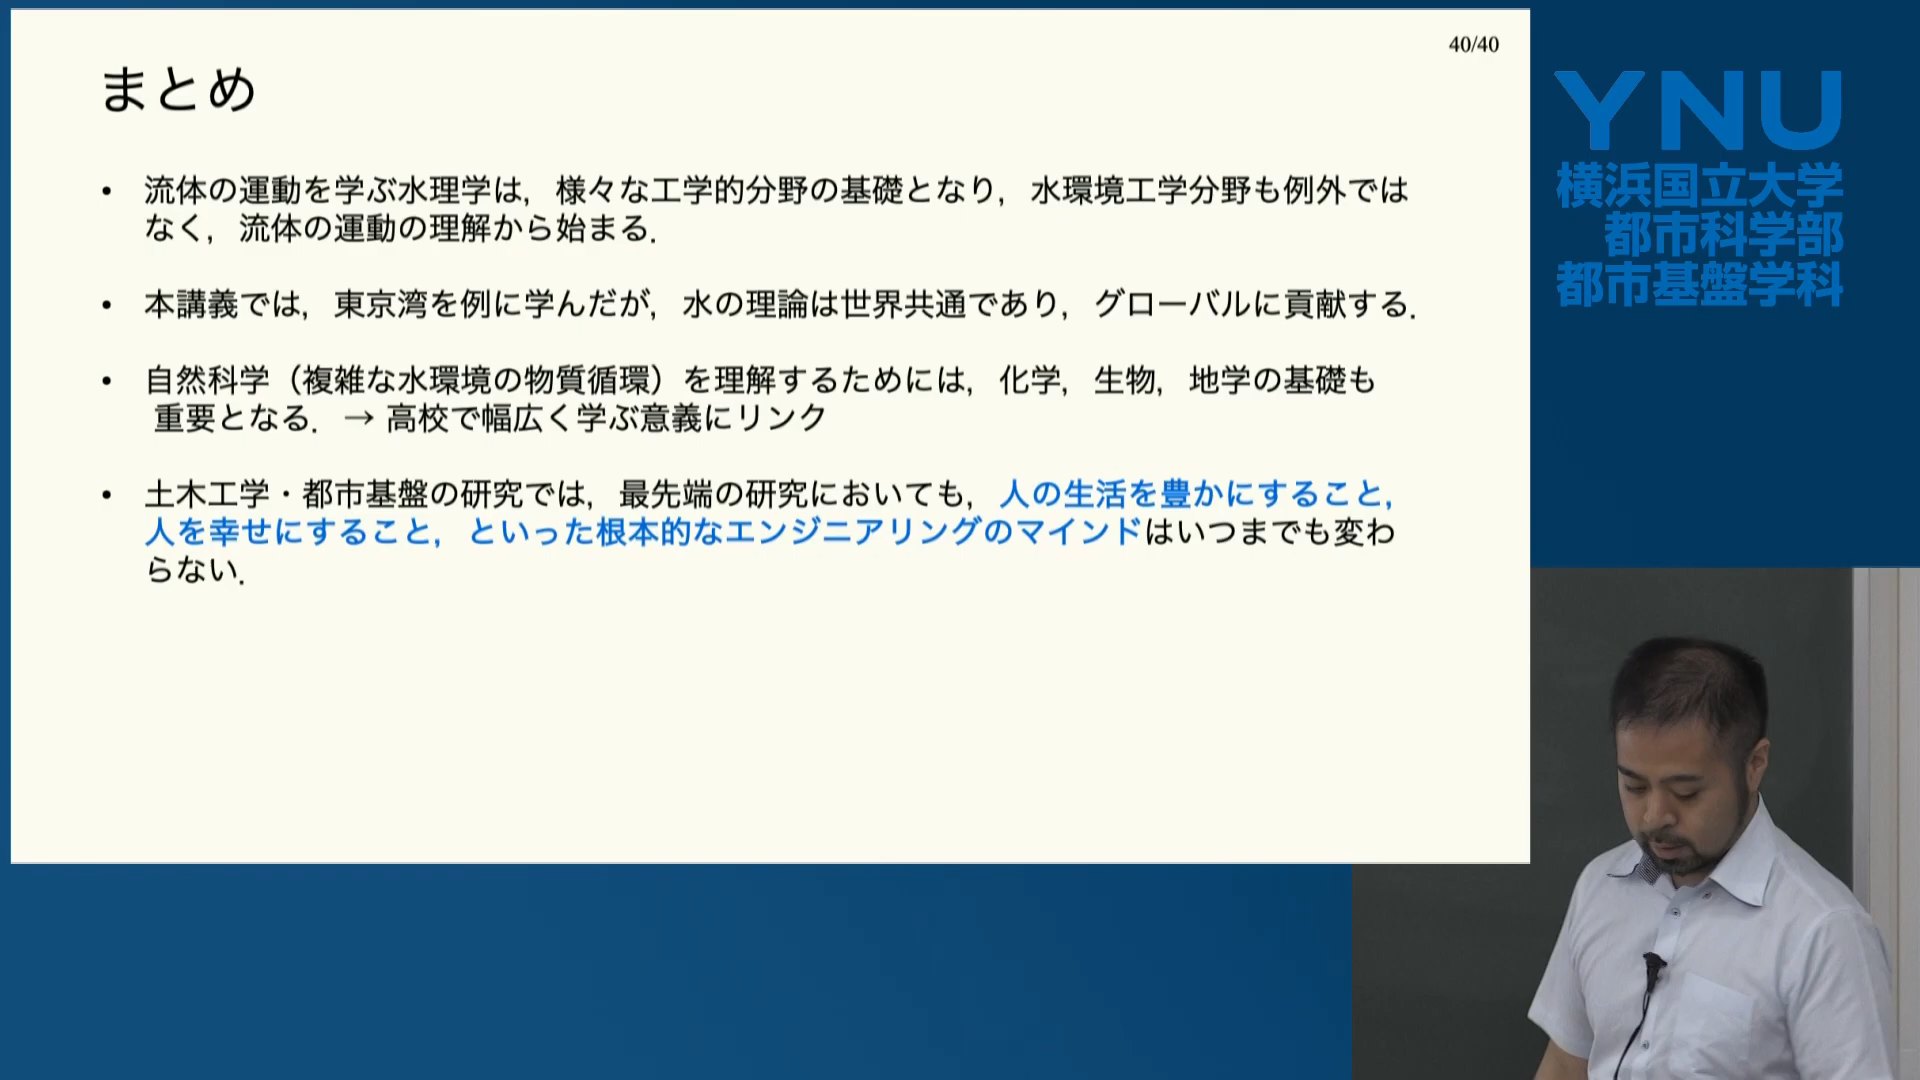 40/40
まとめ
• 流体の運動を学ぶ水理学は，様々な工学的分野の基礎となり，水環境工学分野も例外では
なく，流体の運動の理解から始まる．
• 本講義では，東京湾を例に学んだが，水の理論は世界共通であり，グローバルに貢献する．
• 自然科学（複雑な水環境の物質循環）を理解するためには，化学，生物，地学の基礎も
重要となる．→ 高校で幅広く学ぶ意義にリンク
• 土木工学・都市基盤の研究では，最先端の研究においても，人の生活を豊かにすること，
人を幸せにすること，といった根本的なエンジニアリングのマインドはいつまでも変わ
らない．
YNU
横浜国立大学
都市科学部
都市基盤学科